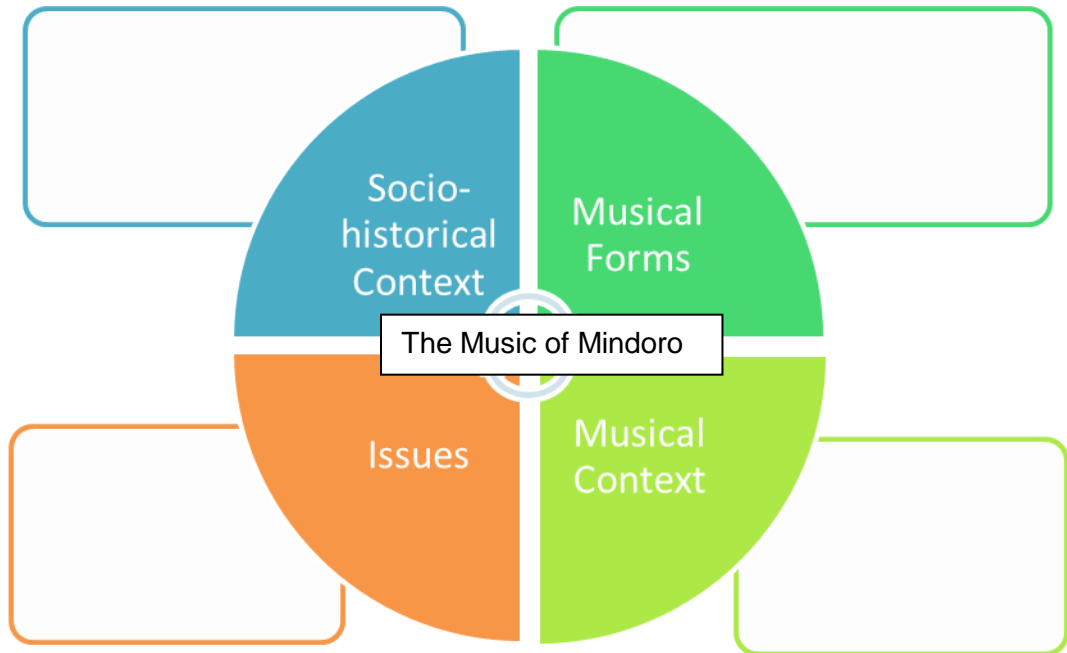 Socio-
historical
Context
Musical
Forms
The Music of Mindoro
Issues
Musical
Context